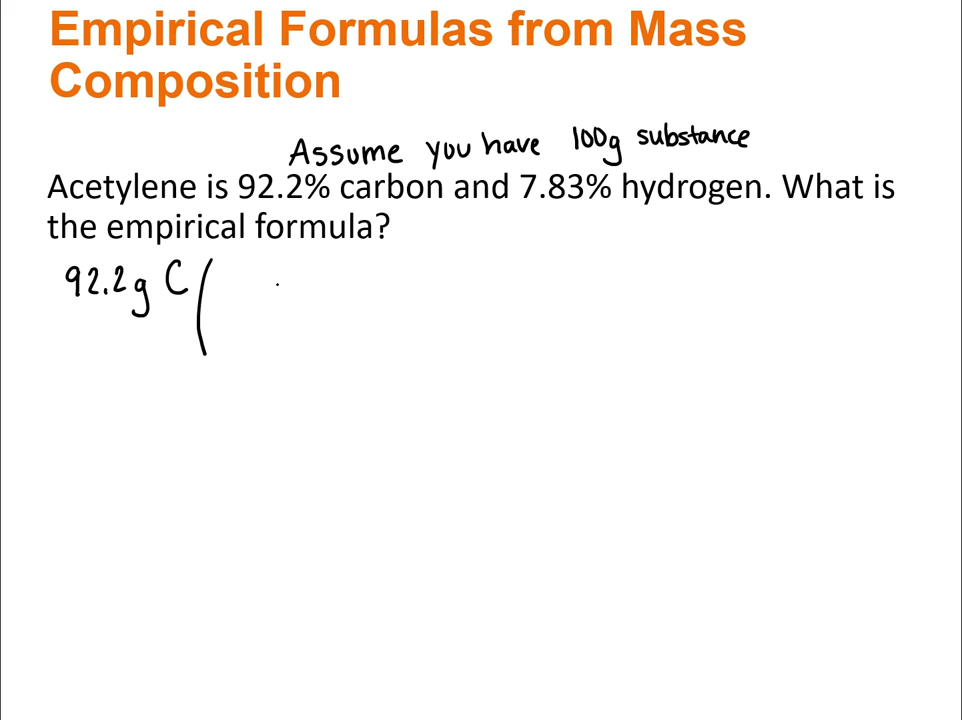 Empirical Formulas from Mass
Composition
Assume you have 100g substance
Acetylene is 92.2% carbon and 7.83% hydrogen. What is
the empirical formula?
92.2g C